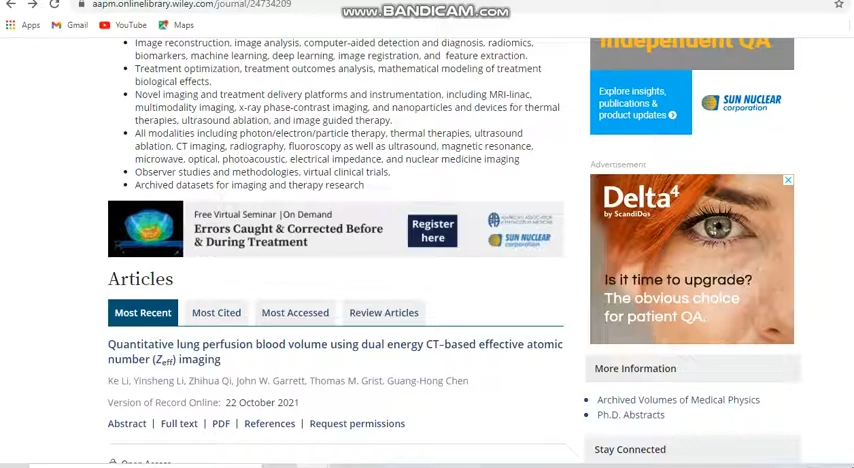 aapm.onlinelibrary.wiley.com/journal/24734209
WWW.BANDICAM.COM
Apps
Gmail
YouTube
Maps
Image reconstruction, image analysis, computer-aided detection and diagnosis, radiomics,
biomarkers, machine learning, deep learning, image registration, and feature extraction.
Treatment optimization, treatment outcomes analysis, mathematical modeling of treatment
biological effects.
Novel imaging and treatment delivery platforms and instrumentation, including MRI-linac,
multimodality imaging, x-ray phase-contrast imaging, and nanoparticles and devices for thermal
therapies, ultrasound ablation, and image guided therapy.
All modalities including photon/electron/particle therapy, thermal therapies, ultrasound
ablation, CT imaging, radiography, fluoroscopy as well as ultrasound, magnetic resonance,
microwave, optical, photoacoustic, electrical impedance, and nuclear medicine imaging
Observer studies and methodologies, virtual clinical trials,
Archived datasets for imaging and therapy research
Free Virtual Seminar | On Demand
Errors Caught & Corrected Before
& During Treatment
Register
here
SUN NUCLEAR
corporation
Articles
Most Recent
Most Cited
Most Accessed
Review Articles
Quantitative lung perfusion blood volume using dual energy CT–based effective atomic
number (Zeff) imaging
Ke Li, Yinsheng Li, Zhihua Qi, John W. Garrett, Thomas M. Grist, Guang-Hong Chen
Version of Record Online: 22 October 2021
Abstract | Full text | PDF | References | Request permissions
Open Access
Independent QA
Explore insights,
publications &
product updates
SUN NUCLEAR
corporation
Advertisement
Delta4
by ScandiDos
Is it time to upgrade?
The obvious choice
for patient QA.
More Information
Archived Volumes of Medical Physics
Ph.D. Abstracts
Stay Connected